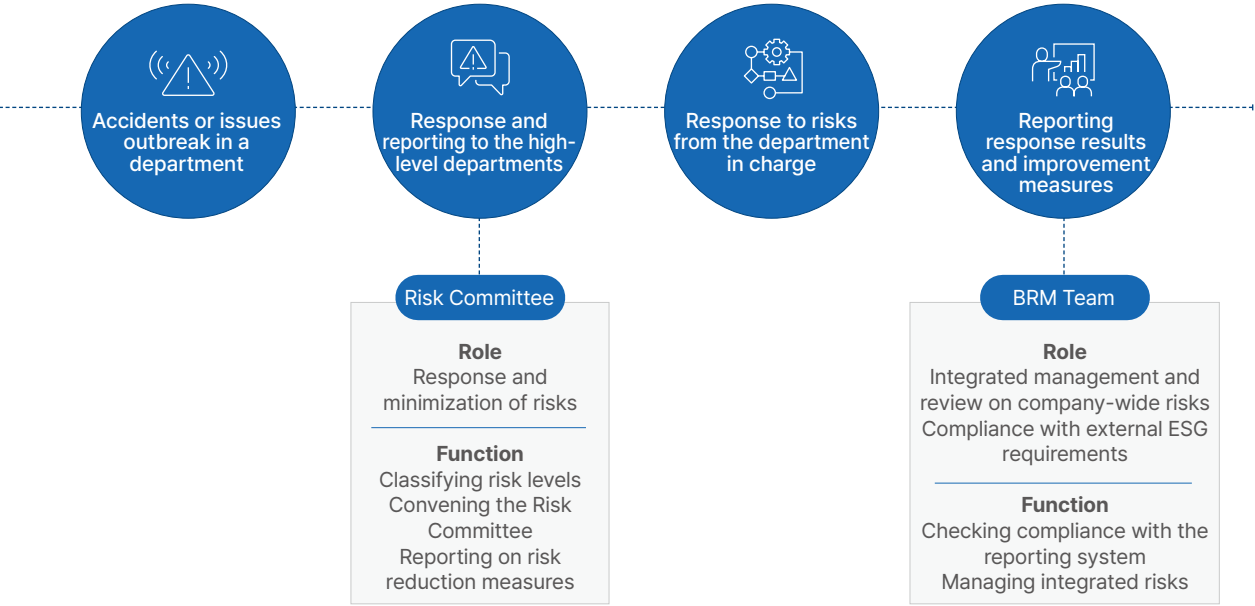 Accidents or issues
outbreak in a
department
Response and
reporting to the high-
level departments
Response to risks
from the department
in charge
Reporting
response results
and improvement
measures
Risk Committee
Role
Response and
minimization of risks
Function
Classifying risk levels
Convening the Risk
Committee
Reporting on risk
reduction measures
BRM Team
Role
Integrated management and
review on company-wide risks
Compliance with external ESG
requirements
Function
Checking compliance with the
reporting system
Managing integrated risks